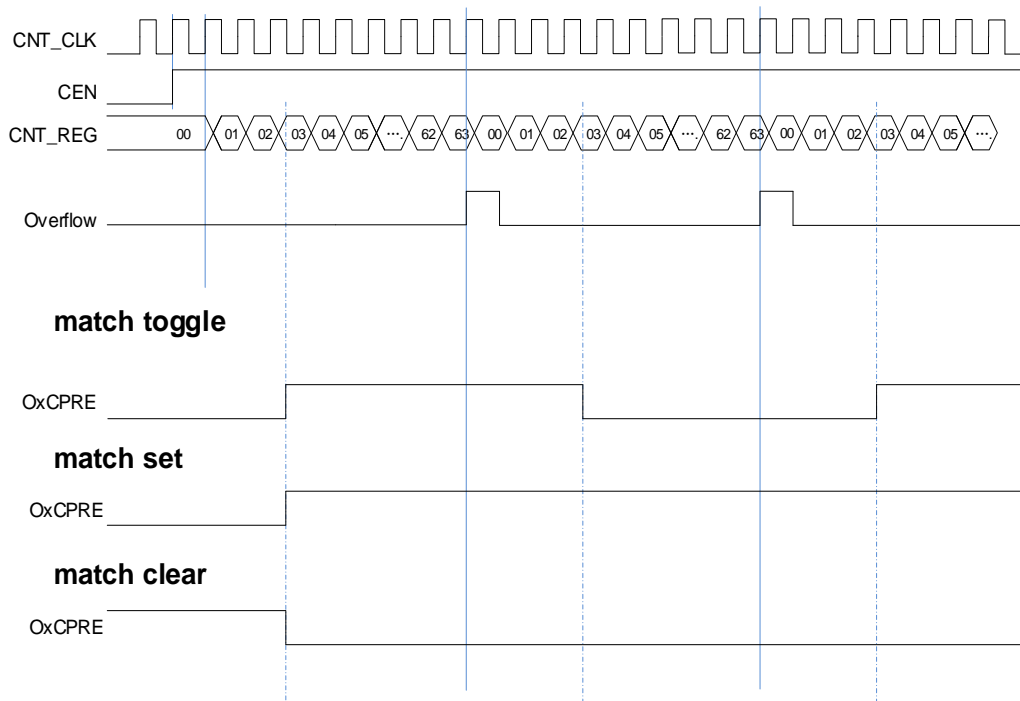 CNT_CLK
CEN
CNT_REG 00 01 02 03 04 05 .... 62 63 00 01 02 03 04 05 .... 62 63 00 01 02 03 04 05 ....
Overflow
match toggle
OxCPRE
match set
OxCPRE
match clear
OxCPRE